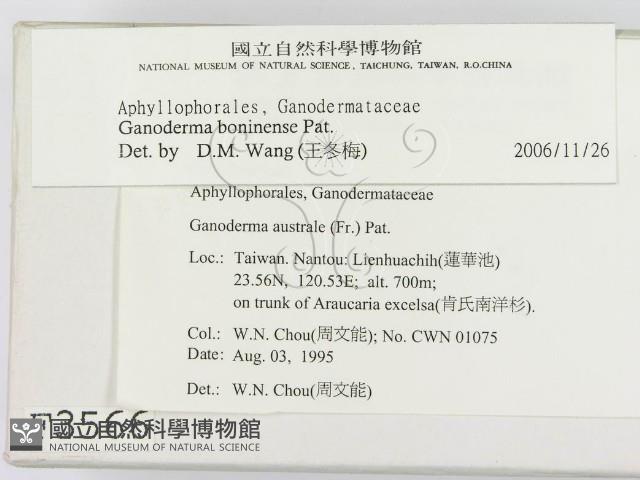 國立自然科學博物館
NATIONAL MUSEUM OF NATURAL SCIENCE, TAICHUNG, TAIWAN, R.O.CHINA
Aphyllophorales, Ganodermataceae
Ganoderma boninense Pat.
Det. by D.M. Wang (王冬梅) 2006/11/26
Aphyllophorales, Ganodermataceae
Ganoderma australe (Fr.) Pat.
Loc.: Taiwan. Nantou: Lienhuachih(蓮華池)
23.56N, 120.53E; alt. 700m;
on trunk of Araucaria excelsa(肯氏南洋杉).
Col.: W.N. Chou(周文能); No. CWN 01075
Date: Aug. 03, 1995
Det.: W.N. Chou(周文能)
F3566
國立自然科學博物館
NATIONAL MUSEUM OF NATURAL SCIENCE